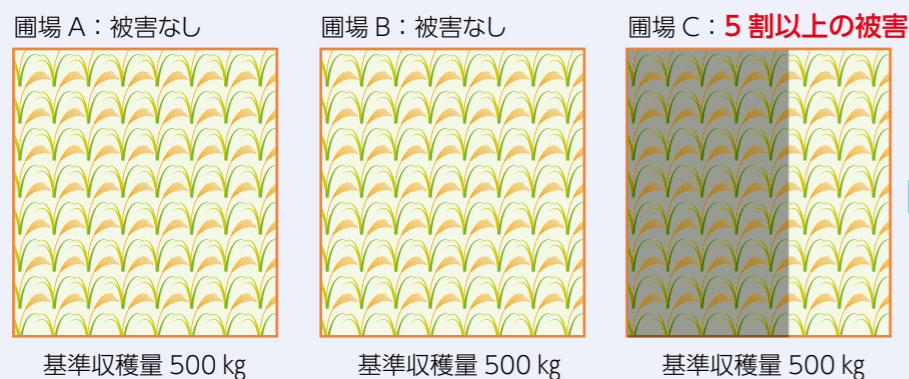 圃場 A：被害なし
圃場 B：被害なし
圃場 C：5 割以上の被害
基準収穫量 500 kg
基準収穫量 500 kg
基準収穫量 500 kg